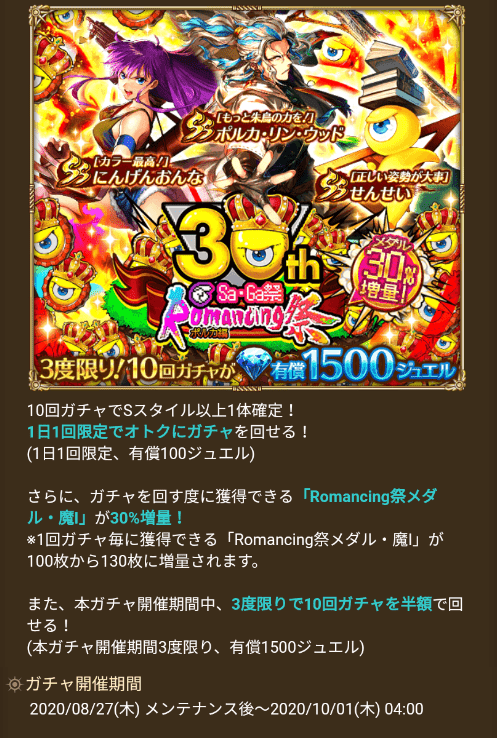 [もっと朱鳥の力を!]
SS ポルカ・リン・ウッド
[カラー最高!]
SS にんげんおんな
[正しい姿勢が大事]
SS せんせい
30th
Sa・Ga祭
Romancing祭
ポルカ編
メダル
30%
増量!
3度限り!10回ガチャが有償1500ジュエル
10回ガチャでSスタイル以上1体確定！
1日1回限定でオトクにガチャを回せる！
(1日1回限定、有償100ジュエル)
さらに、ガチャを回す度に獲得できる「Romancing祭メダ
ル・魔Ⅰ」が30%増量！
※1回ガチャ毎に獲得できる「Romancing祭メダル・魔Ⅰ」が
100枚から130枚に増量されます。
また、本ガチャ開催期間中、3度限りで10回ガチャを半額で回
せる！
(本ガチャ開催期間3度限り、有償1500ジュエル)
ガチャ開催期間
2020/08/27(木) メンテナンス後～2020/10/01(木) 04:00